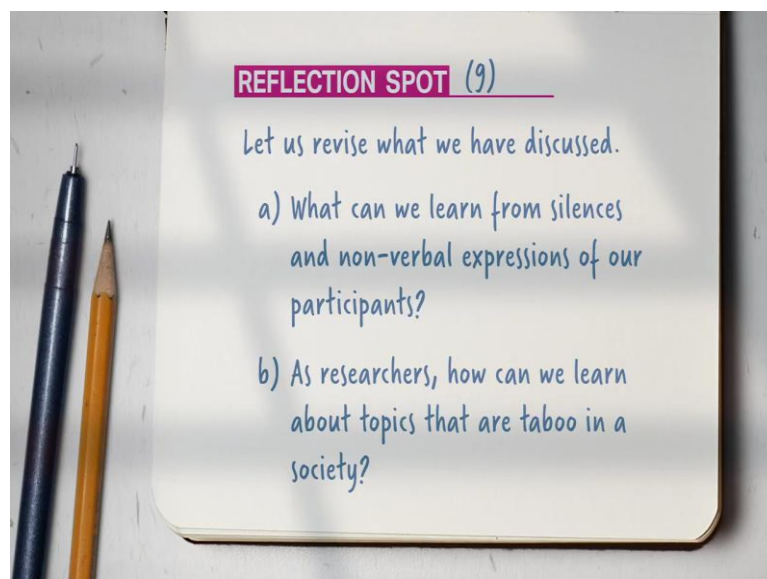 REFLECTION SPOT (9)
Let us revise what we have discussed.
a) What can we learn from silences
and non-verbal expressions of our
participants?
b) As researchers, how can we learn
about topics that are taboo in a
society?